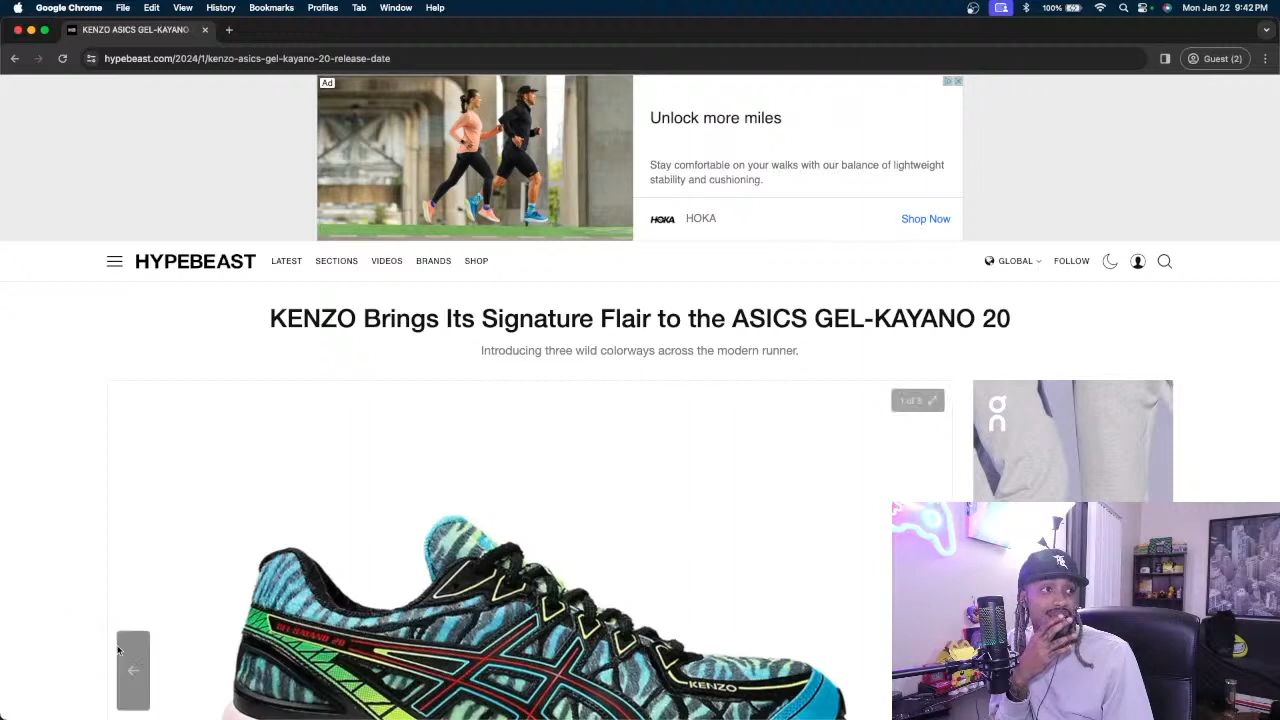 Google Chrome File Edit View History Bookmarks Profiles Tab Window Help 100% Mon Jan 22 9:42 PM
KENZO ASICS GEL-KAYANO
hypebeast.com/2024/1/kenzo-asics-gel-kayano-20-release-date Guest (2)
Ad
Unlock more miles
Stay comfortable on your walks with our balance of lightweight
stability and cushioning.
HOKA HOKA Shop Now
HYPEBEAST LATEST SECTIONS VIDEOS BRANDS SHOP GLOBAL FOLLOW
KENZO Brings Its Signature Flair to the ASICS GEL-KAYANO 20
Introducing three wild colorways across the modern runner.
on
GEL-KAYANO 20
KENZO